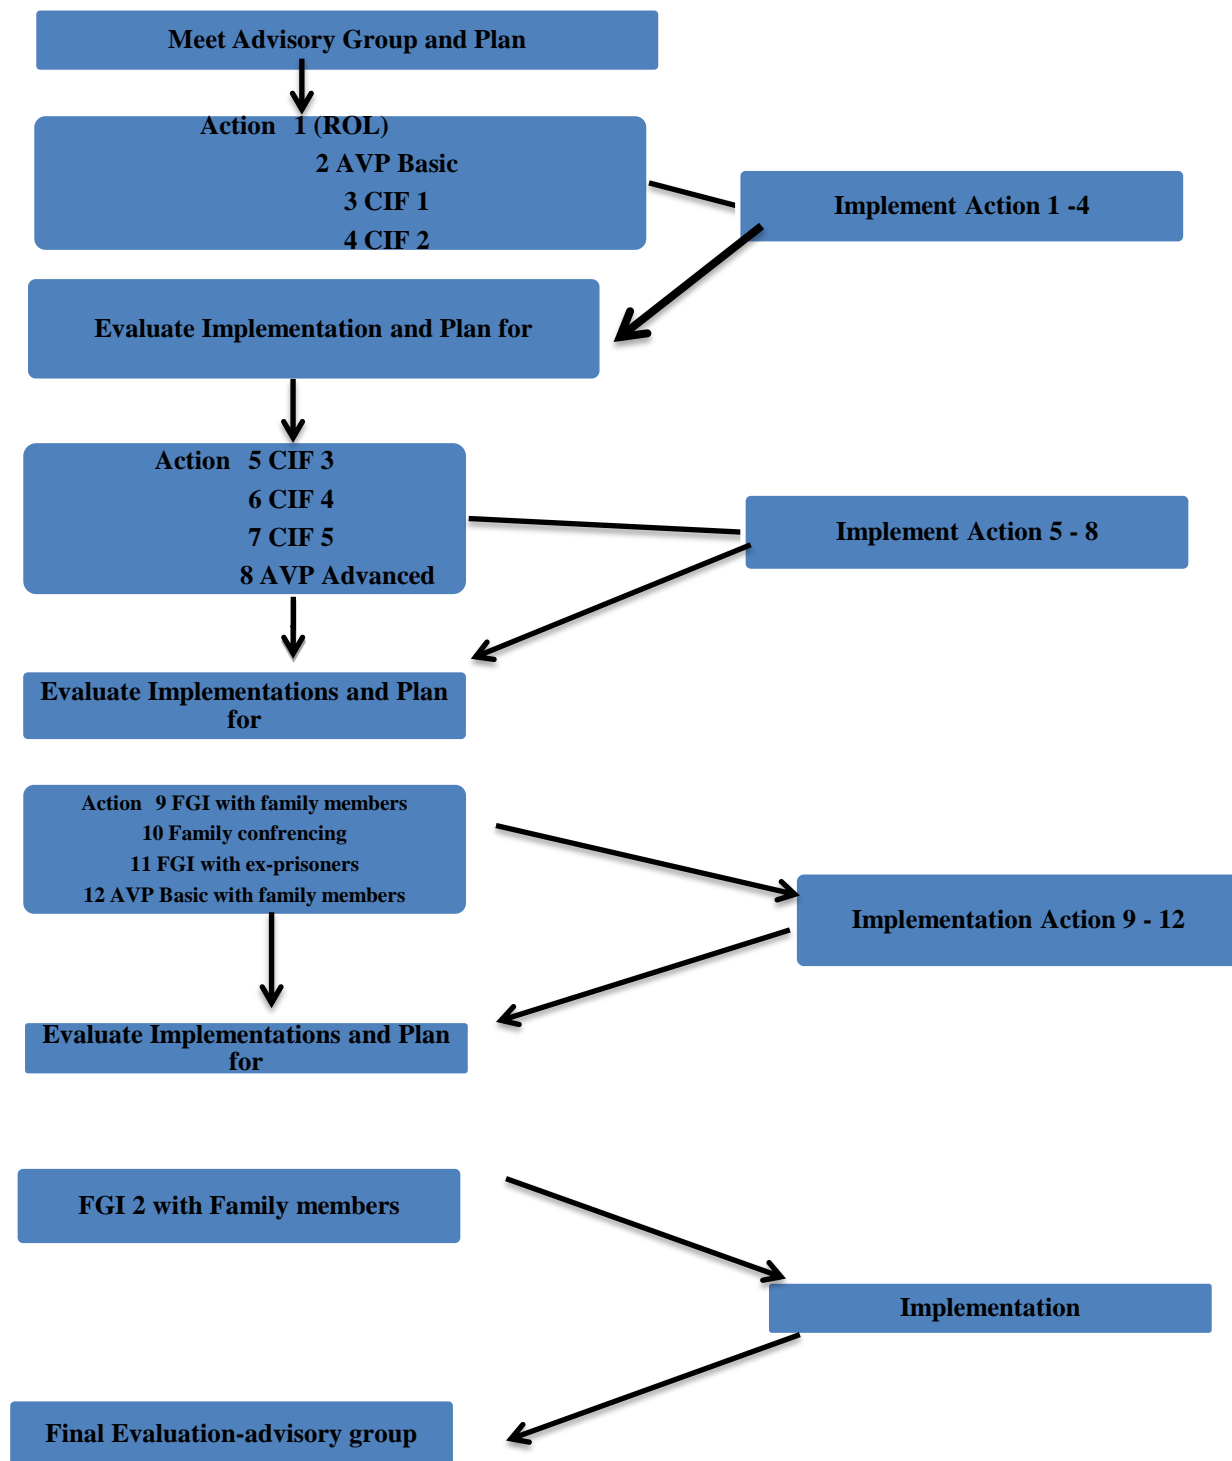 Meet Advisory Group and Plan
Action 1 (ROL)
2 AVP Basic
3 CIF 1
4 CIF 2
Implement Action 1 -4
Evaluate Implementation and Plan for
Action 5 CIF 3
6 CIF 4
7 CIF 5
8 AVP Advanced
Implement Action 5 - 8
Evaluate Implementations and Plan
for
Action 9 FGI with family members
10 Family confrencing
11 FGI with ex-prisoners
12 AVP Basic with family members
Implementation Action 9 - 12
Evaluate Implementations and Plan
for
FGI 2 with Family members
Implementation
Final Evaluation-advisory group